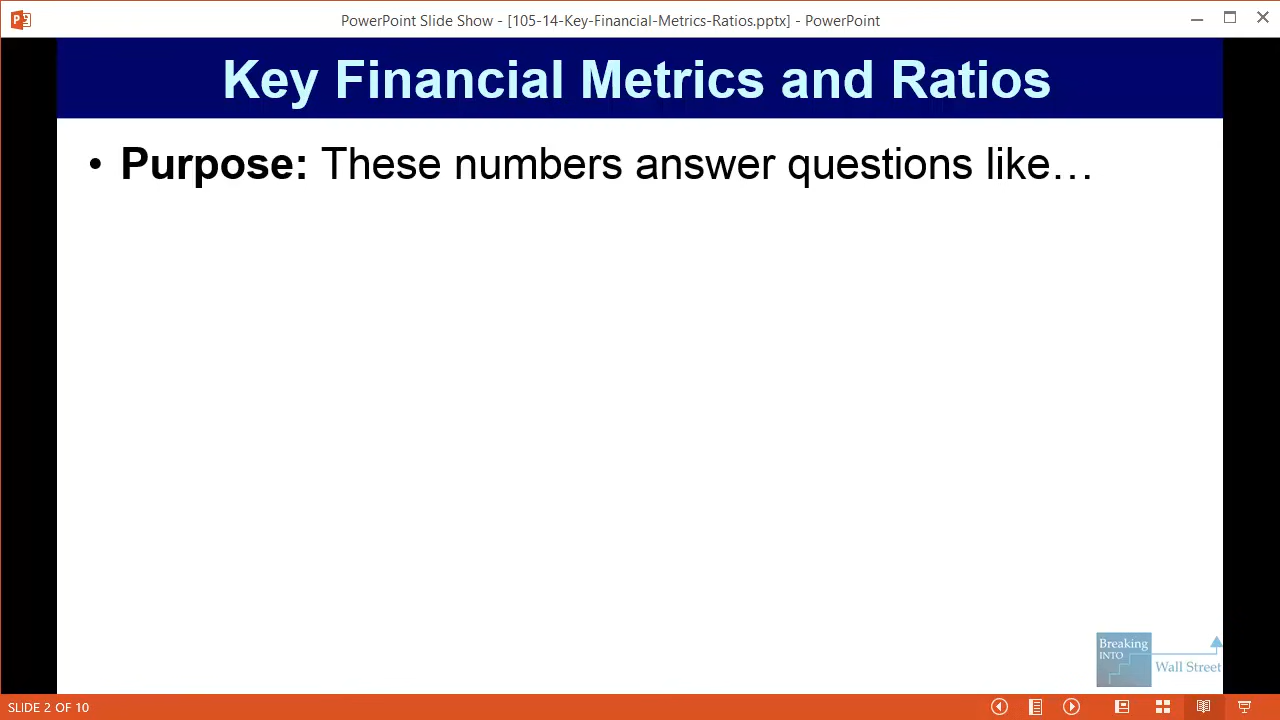 PowerPoint Slide Show - [105-14-Key-Financial-Metrics-Ratios.pptx] - PowerPoint
Key Financial Metrics and Ratios
• Purpose: These numbers answer questions like…
Breaking
INTO
Wall Street
SLIDE 2 OF 10